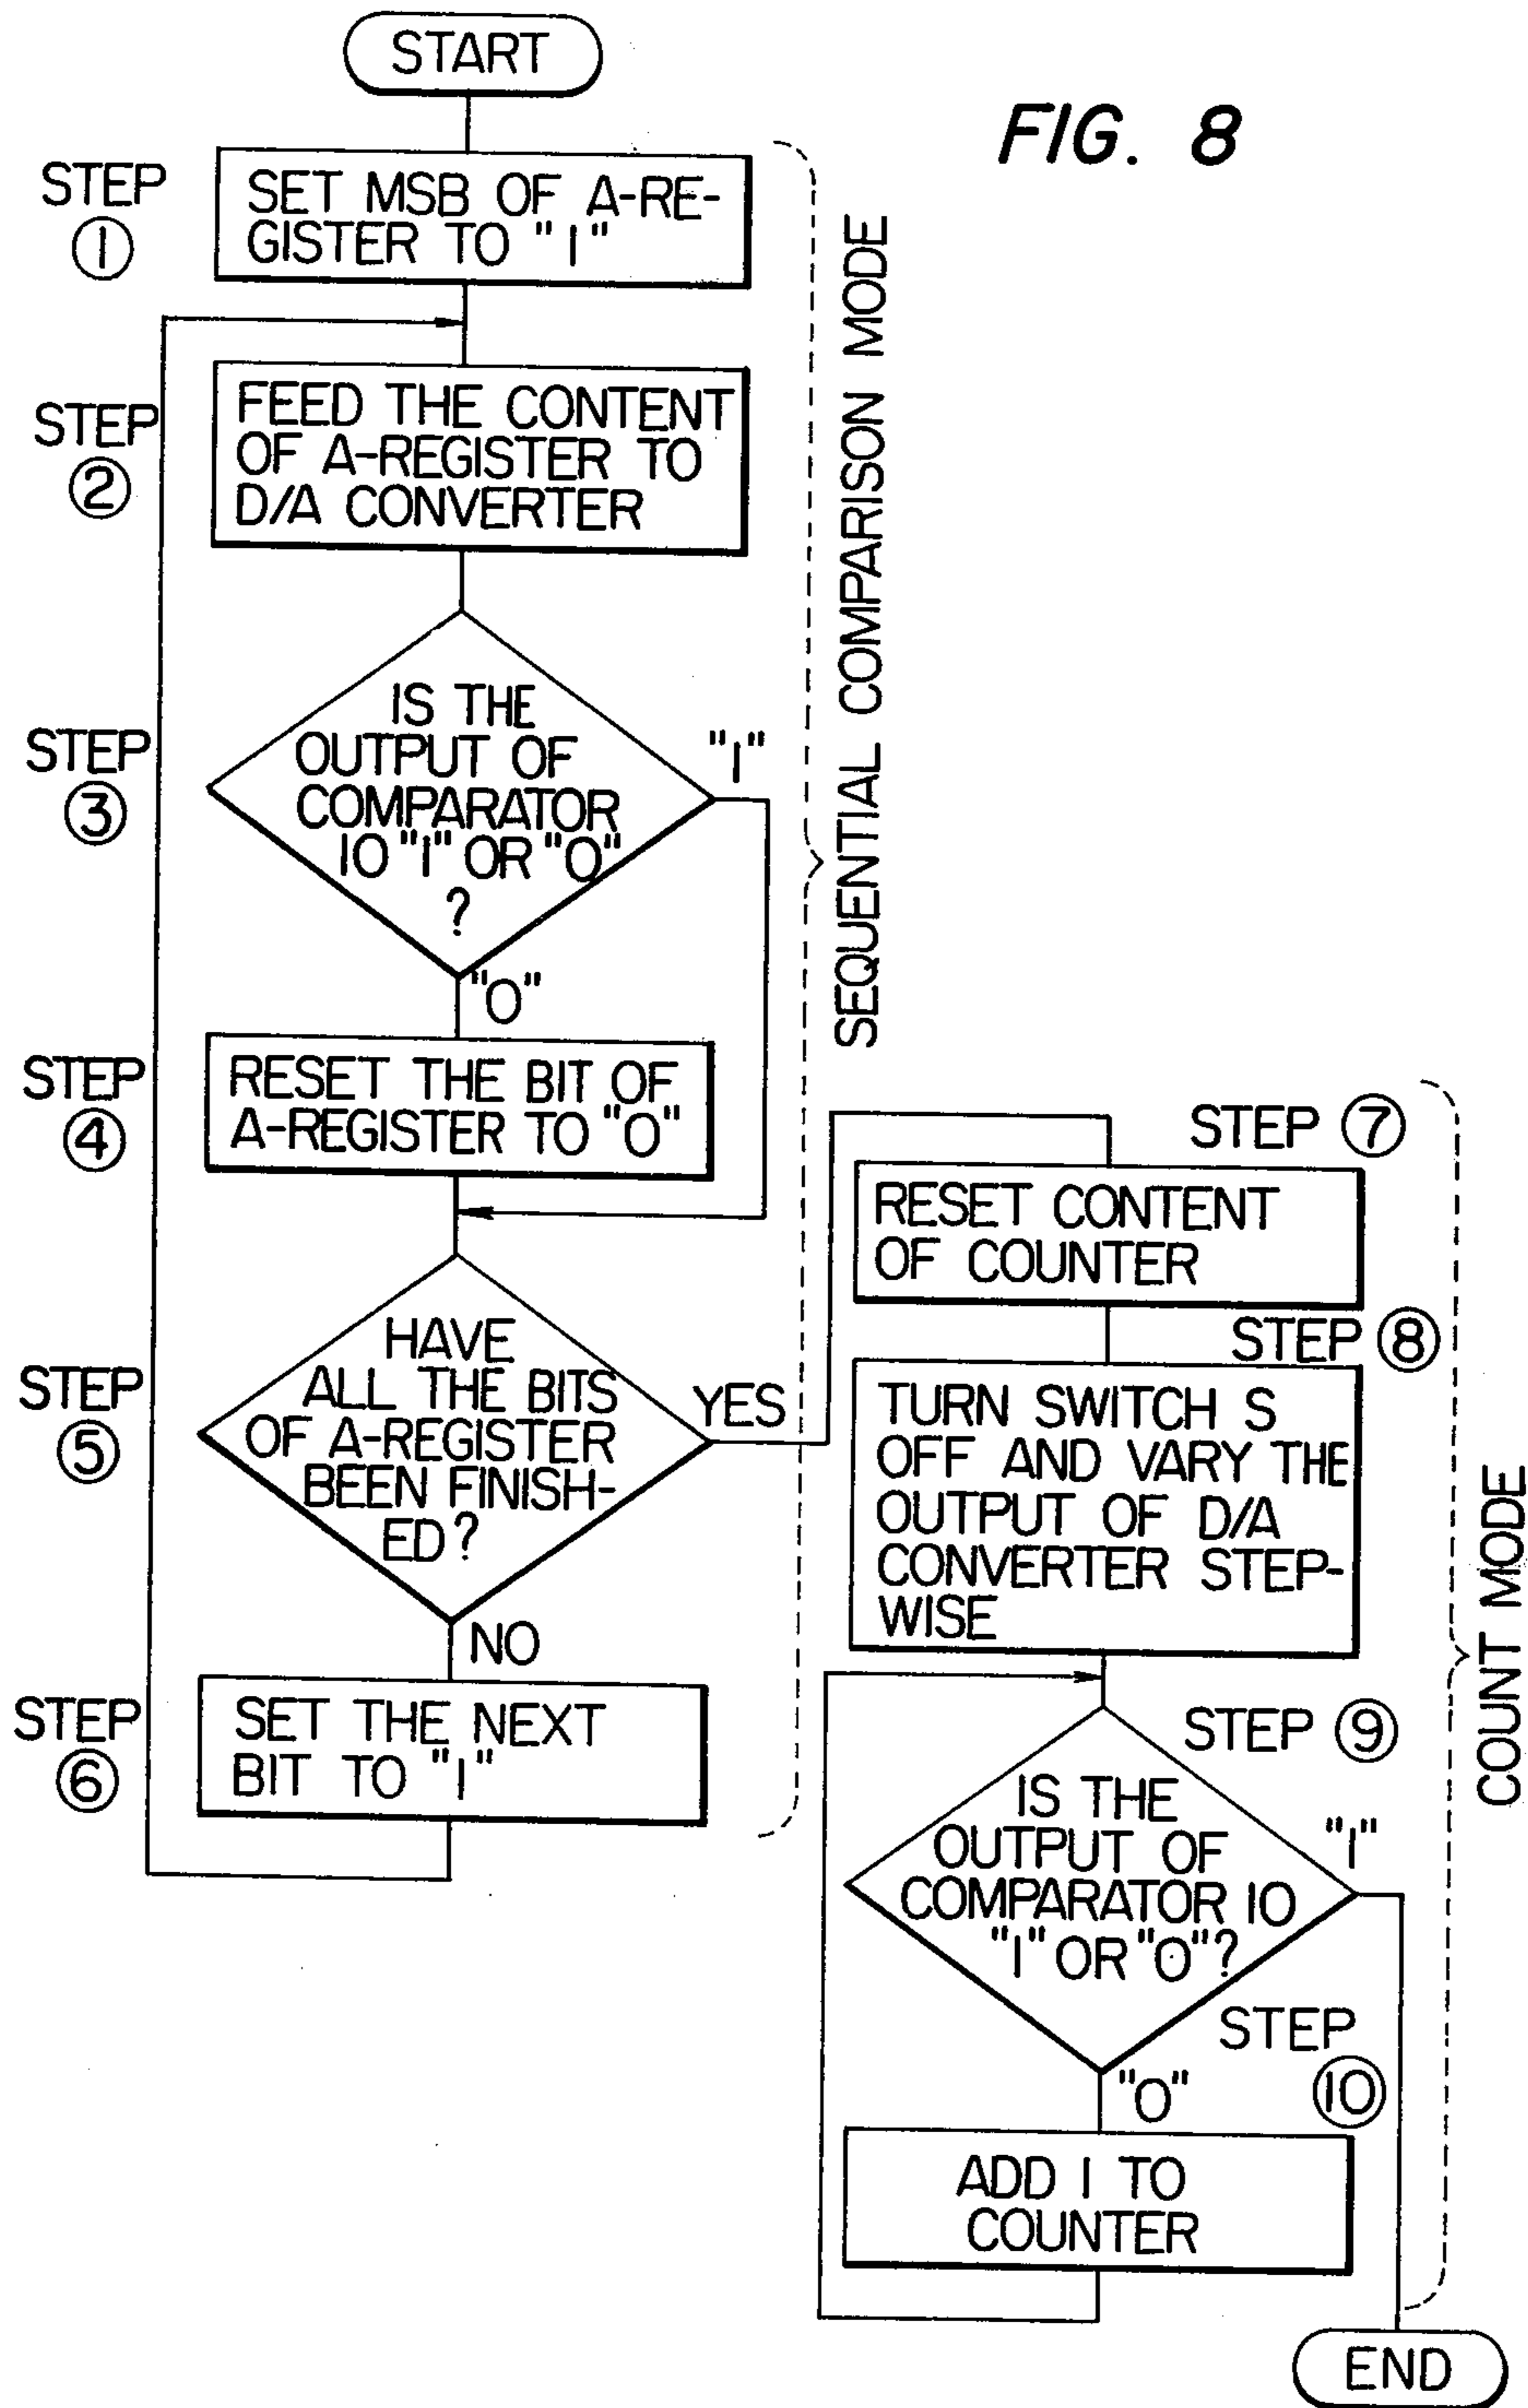 START
FIG. 8
STEP
①
SET MSB OF A-RE-
GISTER TO "1"
STEP
②
FEED THE CONTENT
OF A-REGISTER TO
D/A CONVERTER
STEP
③
IS THE
OUTPUT OF
COMPARATOR
10 "1" OR "0"
?
"1"
"0"
STEP
④
RESET THE BIT OF
A-REGISTER TO "0"
STEP
⑤
HAVE
ALL THE BITS
OF A-REGISTER
BEEN FINISH-
ED?
YES
NO
STEP
⑥
SET THE NEXT
BIT TO "1"
SEQUENTIAL COMPARISON MODE
STEP ⑦
RESET CONTENT
OF COUNTER
STEP ⑧
TURN SWITCH S
OFF AND VARY THE
OUTPUT OF D/A
CONVERTER STEP-
WISE
STEP ⑨
IS THE
OUTPUT OF
COMPARATOR 10
"1" OR "0"?
"1"
"0"
STEP
⑩
ADD 1 TO
COUNTER
COUNT MODE
END